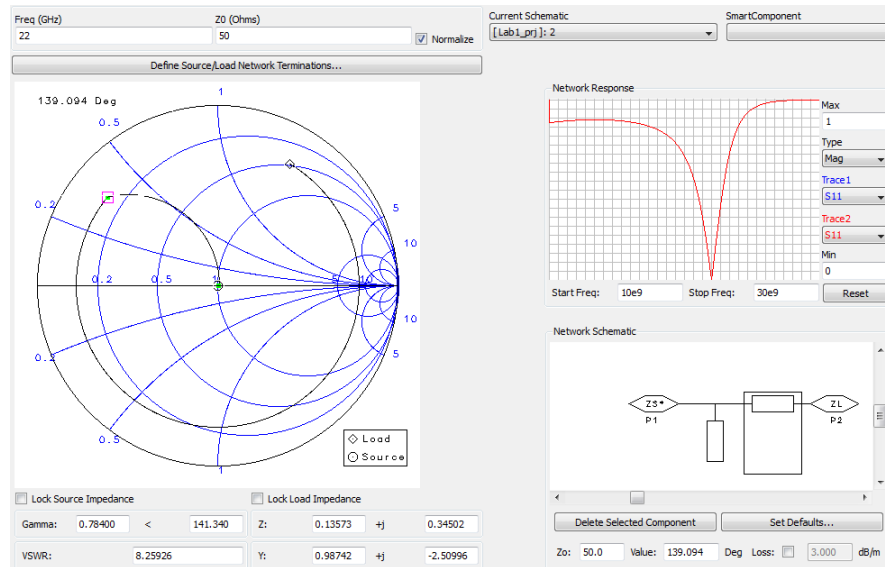 Freq (GHz) Z0 (Ohms)
22 50 Normalize
Define Source/Load Network Terminations...
Current Schematic SmartComponent
[Lab1_prj]: 2
139.094 Deg
1
0.5 0.5
0.2 5
10
0.2 0.5 1 5 10
10
0.2 5
0.5
1
Load
Source
Network Response
Max
1
Type
Mag
Trace1
S11
Trace2
S11
Min
0
Start Freq: 10e9 Stop Freq: 30e9 Reset
Network Schematic
ZS* ZL
P1 P2
Lock Source Impedance Lock Load Impedance
Gamma: 0.78400 < 141.340 Z: 0.13573 +j 0.34502
VSWR: 8.25926 Y: 0.98742 +j -2.50996
Delete Selected Component Set Defaults...
Zo: 50.0 Value: 139.094 Deg Loss: 3.000 dB/m